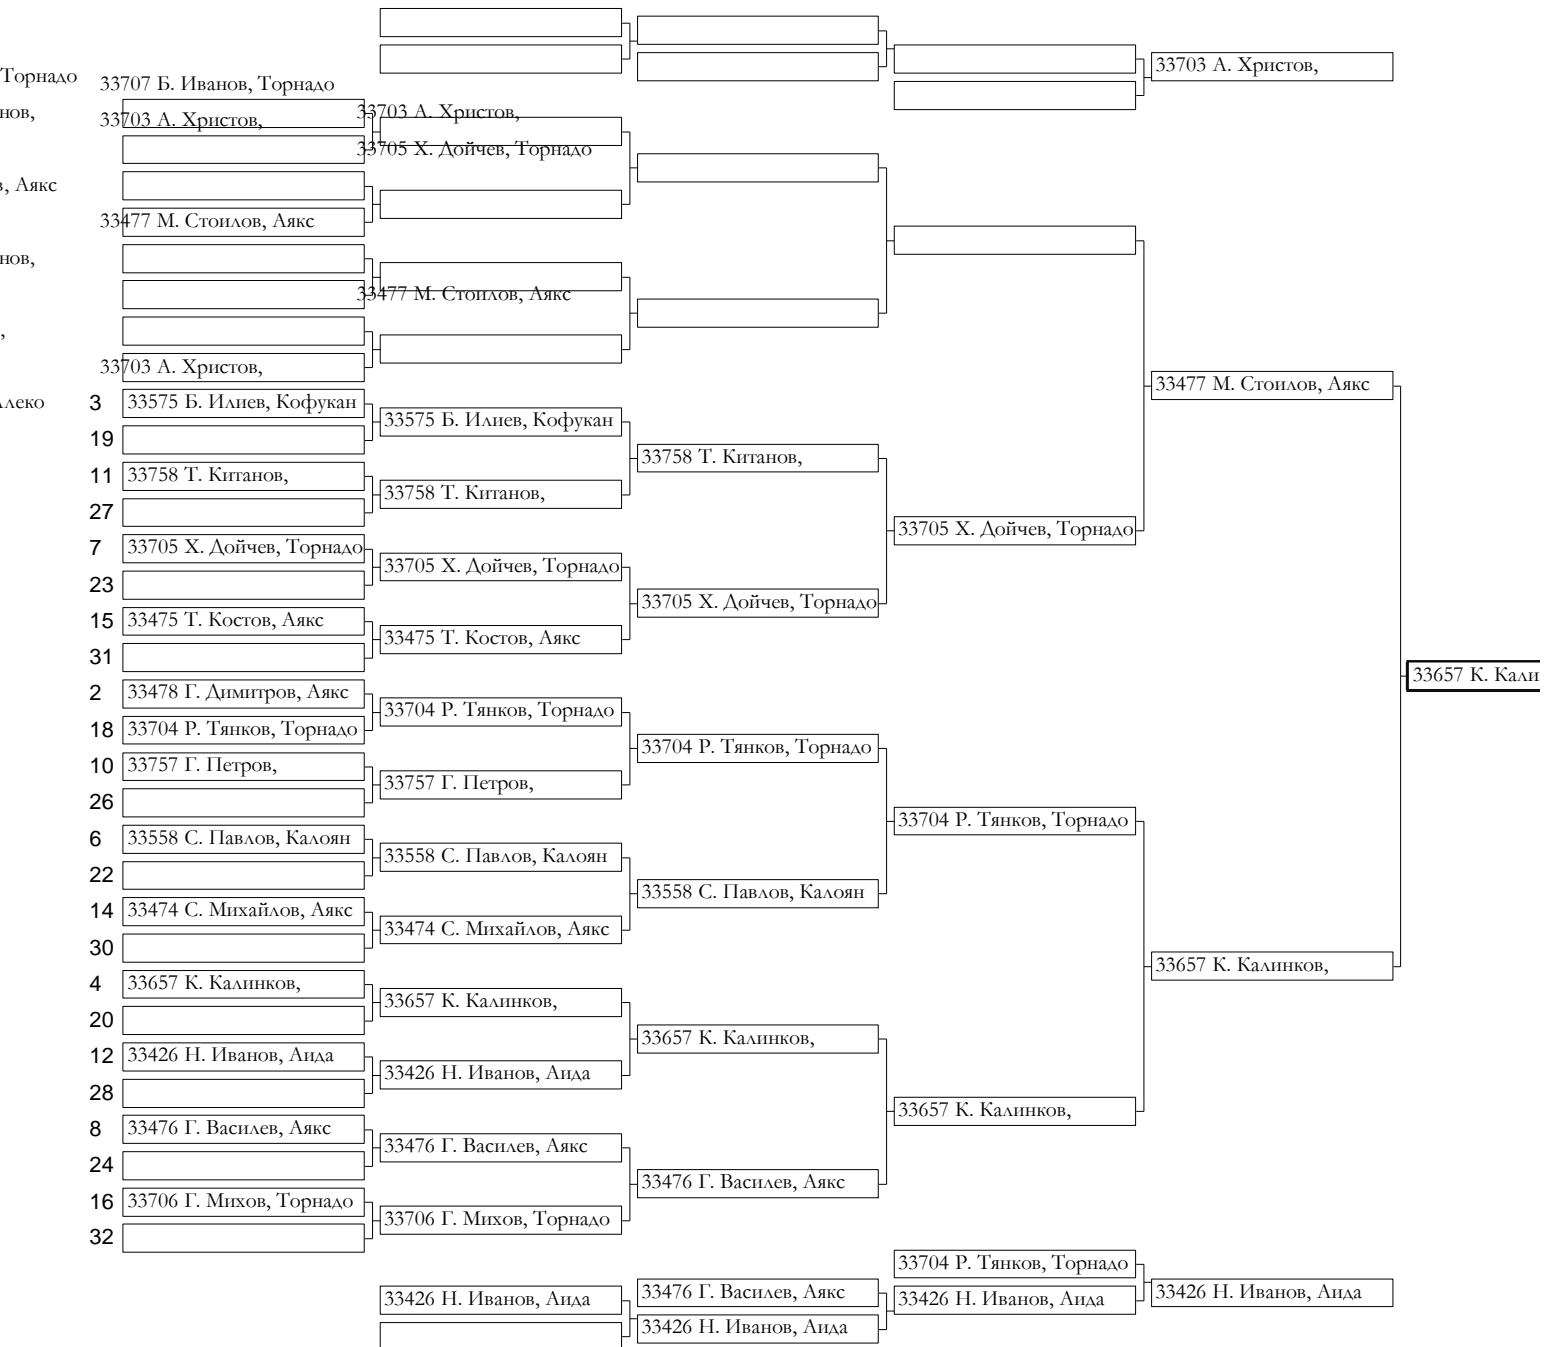 33703 А. Христов,
Торнадо
33707 Б. Иванов, Торнадо
нов,
33703 А. Христов,
33703 А. Христов,
33705 Х. Дойчев, Торнадо
, Аякс
33477 М. Стоилов, Аякс
нов,
33477 М. Стоилов, Аякс
,
33703 А. Христов,
33477 М. Стоилов, Аякс
леко
3 33575 Б. Илиев, Кофукан
33575 Б. Илиев, Кофукан
19
33758 Т. Китанов,
11 33758 Т. Китанов,
33758 Т. Китанов,
27
33705 Х. Дойчев, Торнадо
7 33705 Х. Дойчев, Торнадо
33705 Х. Дойчев, Торнадо
23
33705 Х. Дойчев, Торнадо
15 33475 Т. Костов, Аякс
33475 Т. Костов, Аякс
31
33657 К. Кали
2 33478 Г. Димитров, Аякс
33704 Р. Тянков, Торнадо
18 33704 Р. Тянков, Торнадо
33704 Р. Тянков, Торнадо
10 33757 Г. Петров,
33757 Г. Петров,
26
33704 Р. Тянков, Торнадо
6 33558 С. Павлов, Калоян
33558 С. Павлов, Калоян
22
33558 С. Павлов, Калоян
14 33474 С. Михайлов, Аякс
33474 С. Михайлов, Аякс
30
33657 К. Калинков,
4 33657 К. Калинков,
33657 К. Калинков,
20
33657 К. Калинков,
12 33426 Н. Иванов, Аида
33426 Н. Иванов, Аида
28
33657 К. Калинков,
8 33476 Г. Василев, Аякс
33476 Г. Василев, Аякс
24
33476 Г. Василев, Аякс
16 33706 Г. Михов, Торнадо
33706 Г. Михов, Торнадо
32
33704 Р. Тянков, Торнадо
33426 Н. Иванов, Аида
33476 Г. Василев, Аякс
33426 Н. Иванов, Аида
33426 Н. Иванов, Аида
33426 Н. Иванов, Аида